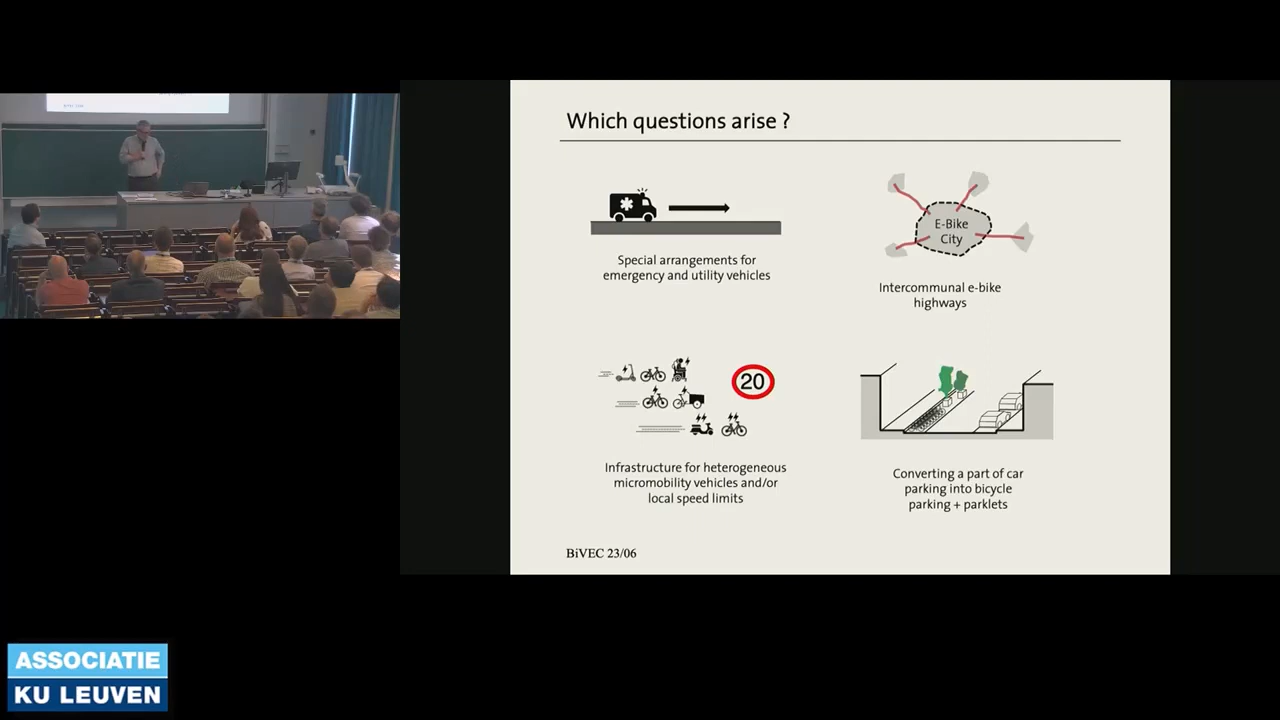 Which questions arise ?
Special arrangements for
emergency and utility vehicles
E-Bike
City
Intercommunal e-bike
highways
20
Infrastructure for heterogeneous
micromobility vehicles and/or
local speed limits
Converting a part of car
parking into bicycle
parking + parklets
BiVEC 23/06
ASSOCIATIE
KU LEUVEN